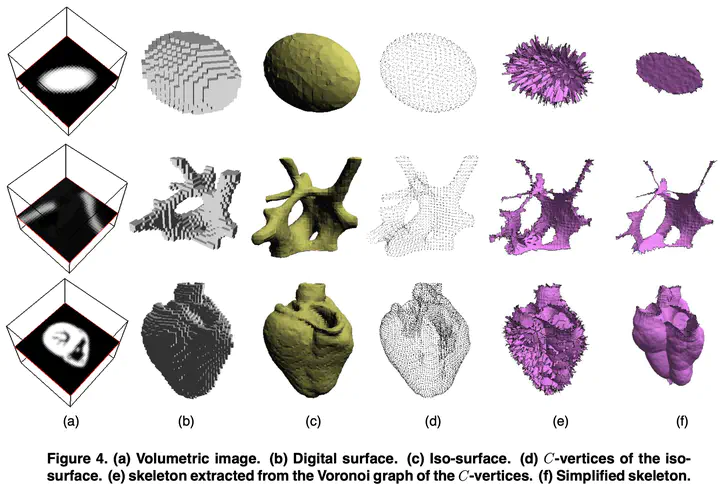 (a) (b) (c) (d) (e) (f)
Figure 4. (a) Volumetric image. (b) Digital surface. (c) Iso-surface. (d) C-vertices of the iso-
surface. (e) skeleton extracted from the Voronoi graph of the C-vertices. (f) Simplified skeleton.